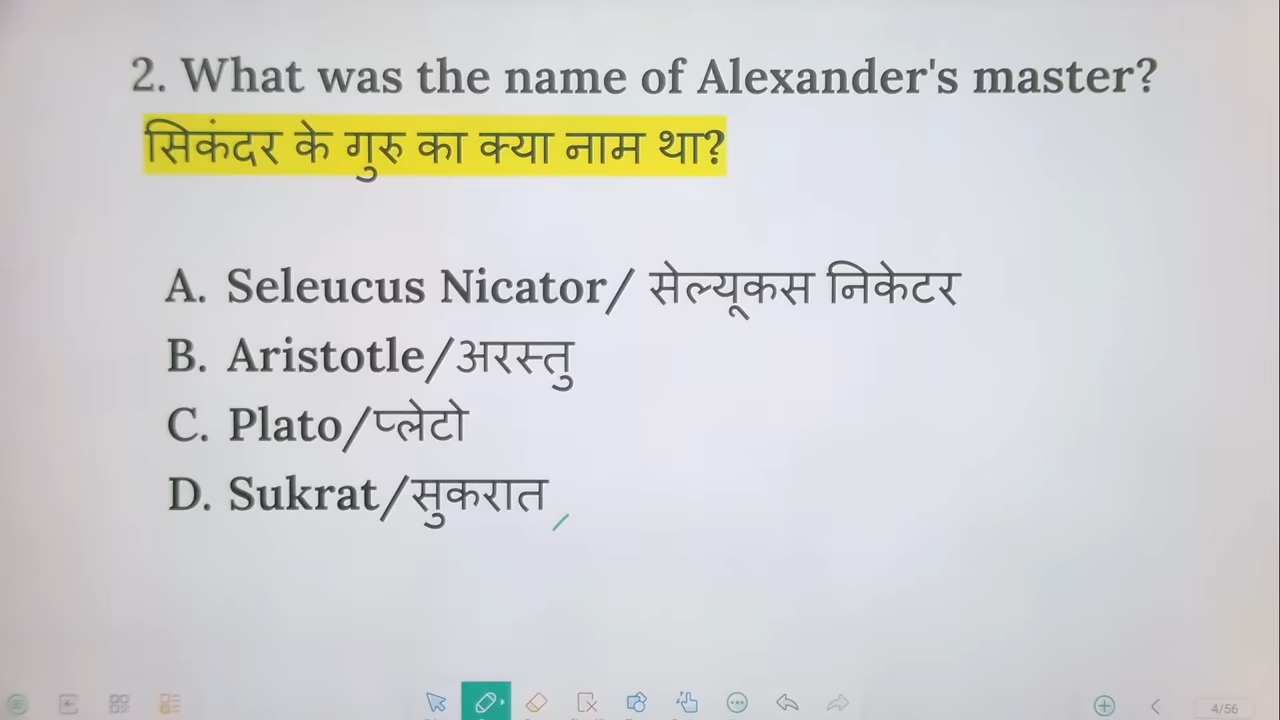 2. What was the name of Alexander's master?
सिकंदर के गुरु का क्या नाम था?
A. Seleucus Nicator/ सेल्यूकस निकेटर
B. Aristotle/अरस्तु
C. Plato/प्लेटो
D. Sukrat/सुकरात
4/56